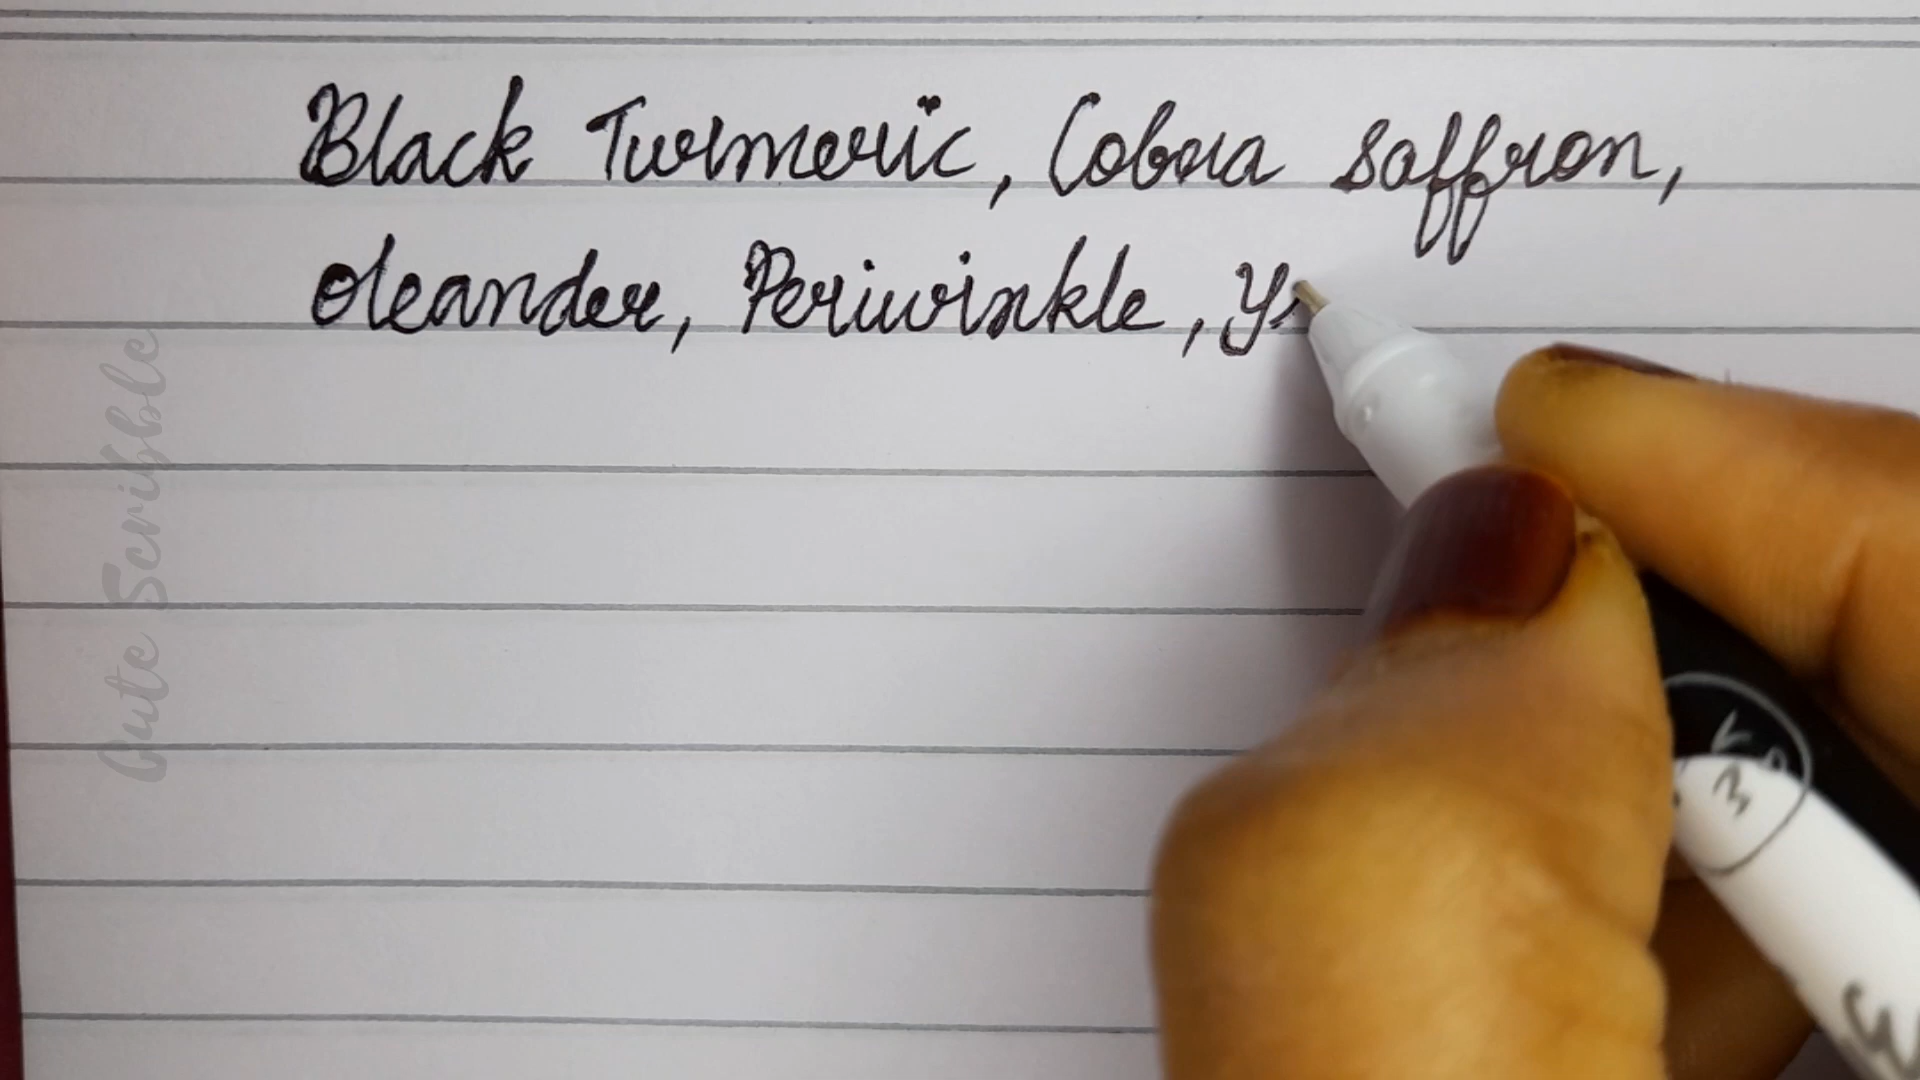 Black Turmeric, Cobra saffron,
Oleander, Periwinkle, Y
Cute Scribble